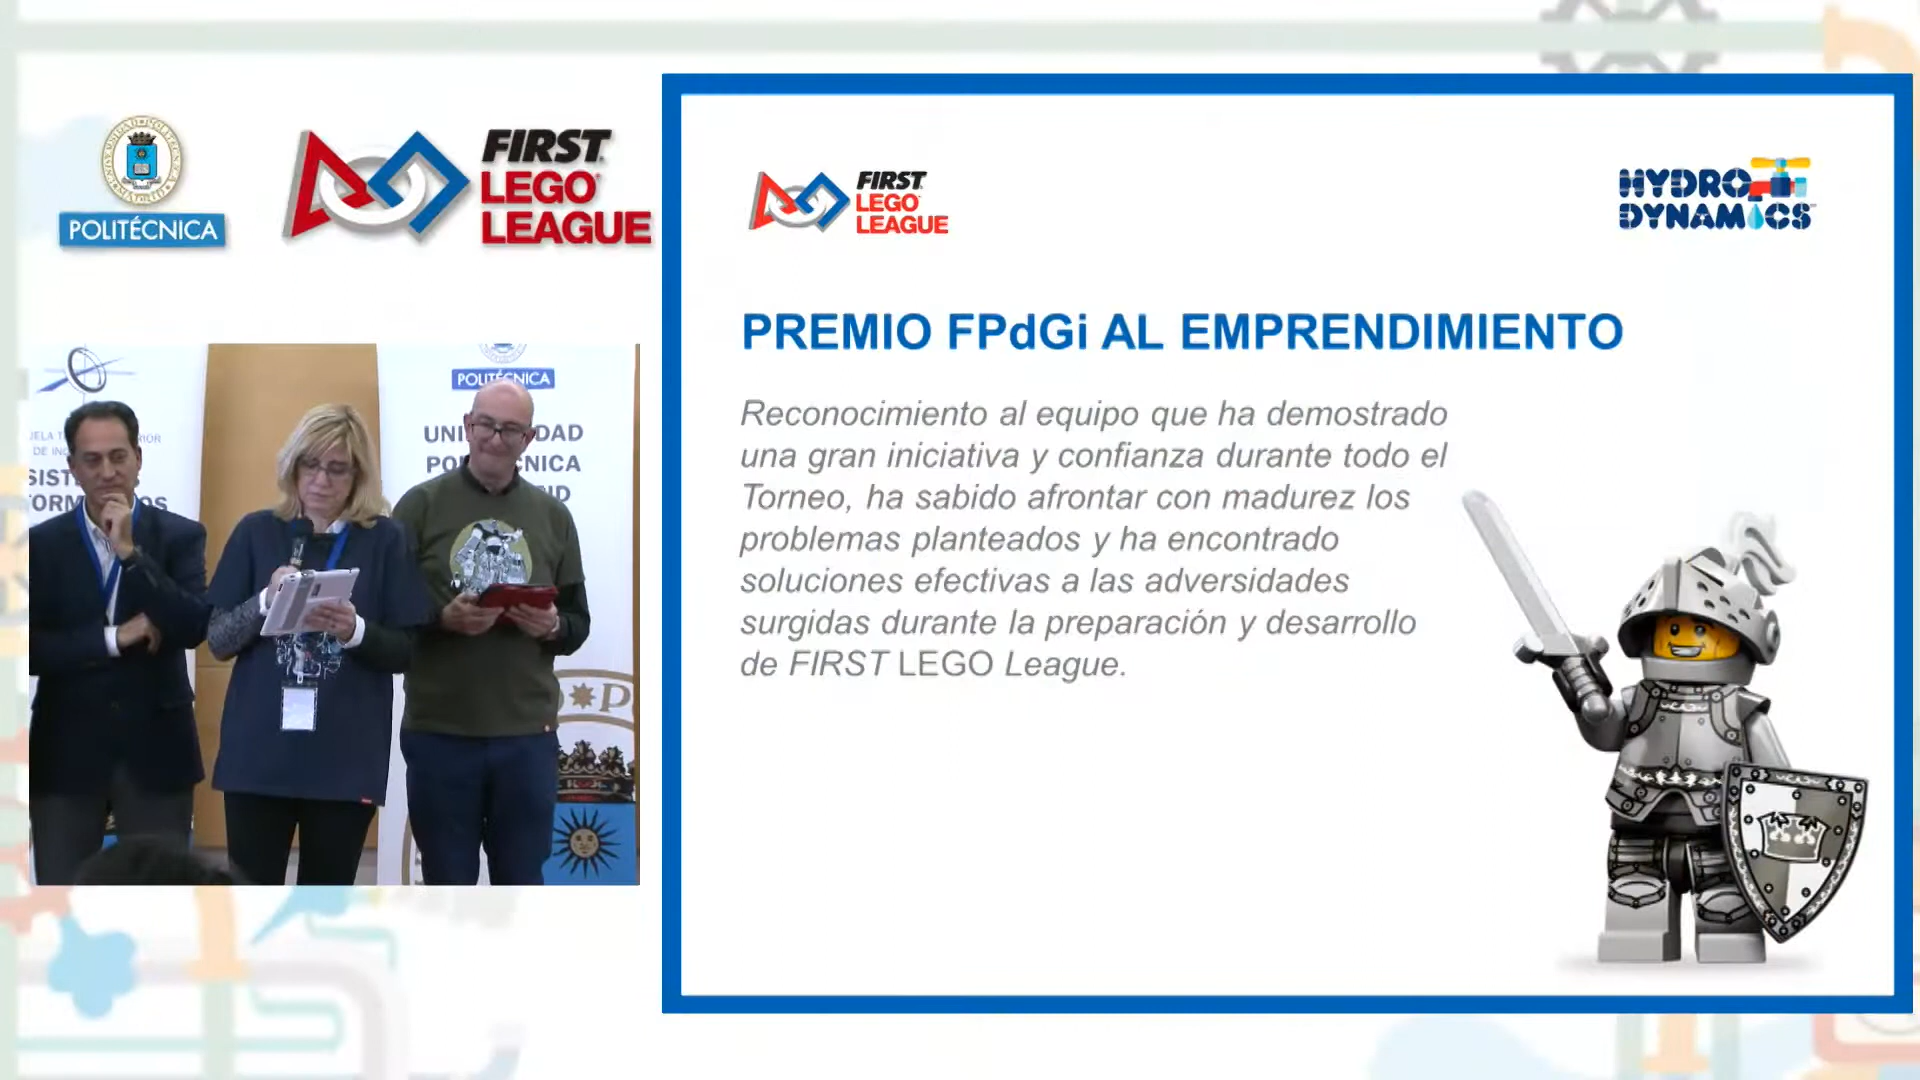 POLITÉCNICA
FIRST
LEGO
LEAGUE
POLITÉCNICA
FIRST
LEGO
LEAGUE
HYDRO
DYNAMICS
PREMIO FPdGi AL EMPRENDIMIENTO
Reconocimiento al equipo que ha demostrado
una gran iniciativa y confianza durante todo el
Torneo, ha sabido afrontar con madurez los
problemas planteados y ha encontrado
soluciones efectivas a las adversidades
surgidas durante la preparación y desarrollo
de FIRST LEGO League.